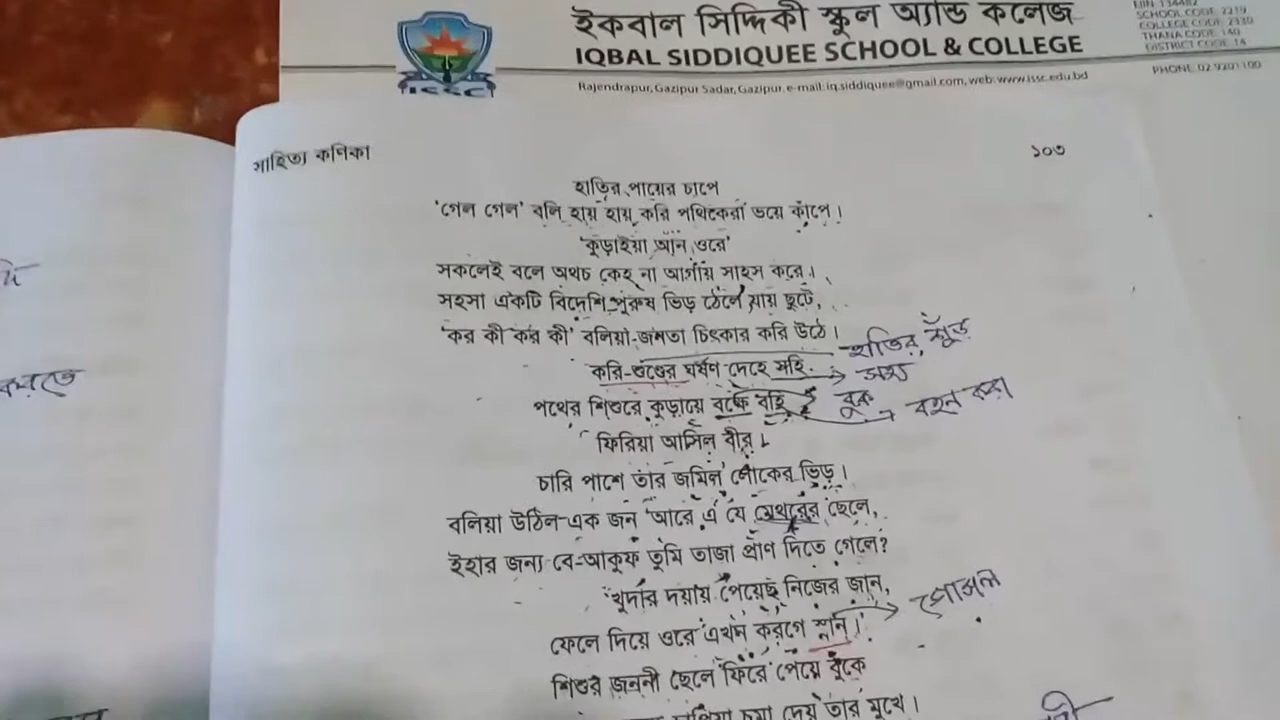 ইকবাল সিদ্দিকী স্কুল অ্যান্ড কলেজ
IQBAL SIDDIQUEE SCHOOL & COLLEGE
Rajendrapur, Gazipur Sadar, Gazipur. e-mail: iq.siddiquee@gmail.com, web: www.issc.edu.bd
EIIN: 134482
SCHOOL CODE 2219
COLLEGE CODE: 2330
THANA CODE: 140
DISTRICT CODE 14
PHONE: 02 9201100
ISSC
সাহিত্য কণিকা
১০৩
হাতির পায়ের চাপে
'গেল গেল' বলি হায় হায় করি পথিকেরা ভয়ে কাঁপে।
'কুড়াইয়া আন ওরে'
সকলেই বলে অথচ কেহ না আগায় সাহস করে।
সহসা একটি বিদেশি পুরুষ ভিড় ঠেলে যায় ছুটে,
'কর কী কর কী' বলিয়া জনতা চিৎকার করি উঠে।
হাতির শুঁড়
করি-শুণ্ডের ঘর্ষণ দেহে সহি
সহ্য
পথের শিশুরে কুড়ায়ে বক্ষে বহি
বুক
বহন করা
ফিরিয়া আসিল বীর।
চারি পাশে তার জমিল লোকের ভিড়।
বলিয়া উঠিল এক জন 'আরে এ যে মেথরের ছেলে,
ইহার জন্য বে-আকুফ তুমি তাজা প্রাণ দিতে গেলে?
খুদার দয়ায় পেয়েছ নিজের জান,
ফেলে দিয়ে ওরে এখন করগে স্নান।'
গোসল
শিশুর জননী ছেলে ফিরে পেয়ে বুকে
চুমা দেয় তার মুখে।
করতে